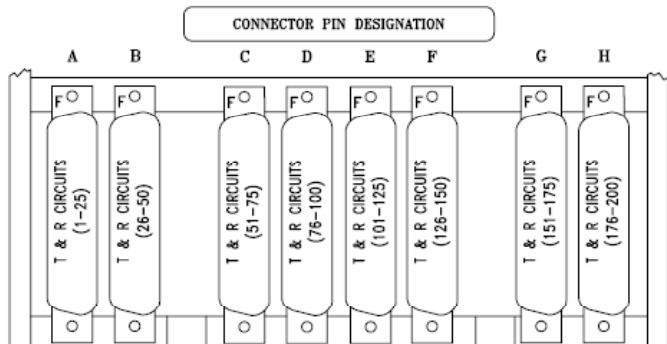 CONNECTOR PIN DESIGNATION
A B C D E F G H
F F F F F F F F
T & R CIRCUITS
(1-25)
T & R CIRCUITS
(26-50)
T & R CIRCUITS
(51-75)
T & R CIRCUITS
(76-100)
T & R CIRCUITS
(101-125)
T & R CIRCUITS
(126-150)
T & R CIRCUITS
(151-175)
T & R CIRCUITS
(176-200)